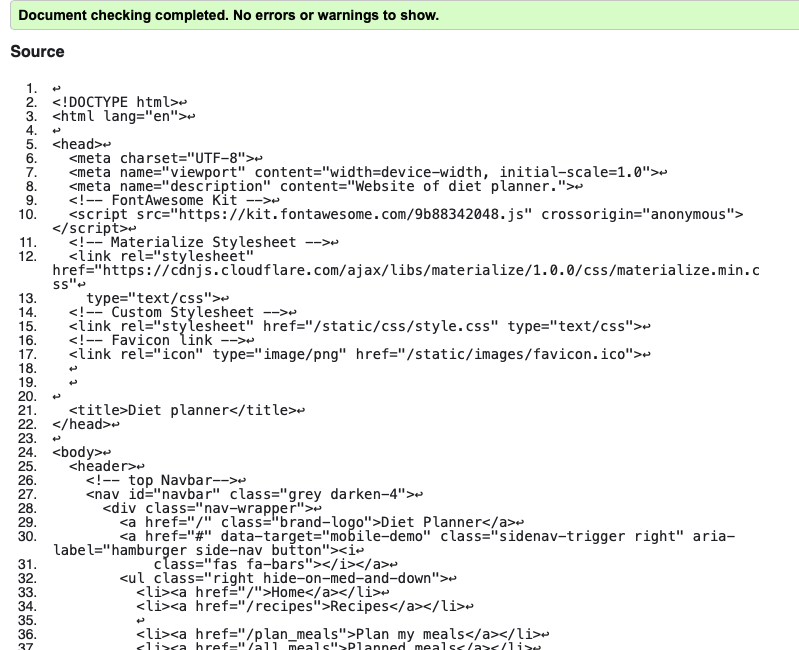 Document checking completed. No errors or warnings to show.
Source
1. ↩
2. <!DOCTYPE html>↩
3. <html lang="en">↩
4. ↩
5. <head>↩
6. <meta charset="UTF-8">↩
7. <meta name="viewport" content="width=device-width, initial-scale=1.0">↩
8. <meta name="description" content="Website of diet planner.">↩
9. <!-- FontAwesome Kit -->↩
10. <script src="https://kit.fontawesome.com/9b88342048.js" crossorigin="anonymous">
</script>↩
11. <!-- Materialize Stylesheet -->↩
12. <link rel="stylesheet"
href="https://cdnjs.cloudflare.com/ajax/libs/materialize/1.0.0/css/materialize.min.c
ss"↩
13. type="text/css">↩
14. <!-- Custom Stylesheet -->↩
15. <link rel="stylesheet" href="/static/css/style.css" type="text/css">↩
16. <!-- Favicon link -->↩
17. <link rel="icon" type="image/png" href="/static/images/favicon.ico">↩
18. ↩
19. ↩
20. ↩
21. <title>Diet planner</title>↩
22. </head>↩
23. ↩
24. <body>↩
25. <header>↩
26. <!-- top Navbar-->↩
27. <nav id="navbar" class="grey darken-4">↩
28. <div class="nav-wrapper">↩
29. <a href="/" class="brand-logo">Diet Planner</a>↩
30. <a href="#" data-target="mobile-demo" class="sidenav-trigger right" aria-
label="hamburger side-nav button"><i↩
31. class="fas fa-bars"></i></a>↩
32. <ul class="right hide-on-med-and-down">↩
33. <li><a href="/">Home</a></li>↩
34. <li><a href="/recipes">Recipes</a></li>↩
35. ↩
36. <li><a href="/plan_meals">Plan my meals</a></li>↩
37. <li><a href="/all_meals">Planned meals</a></li>↩